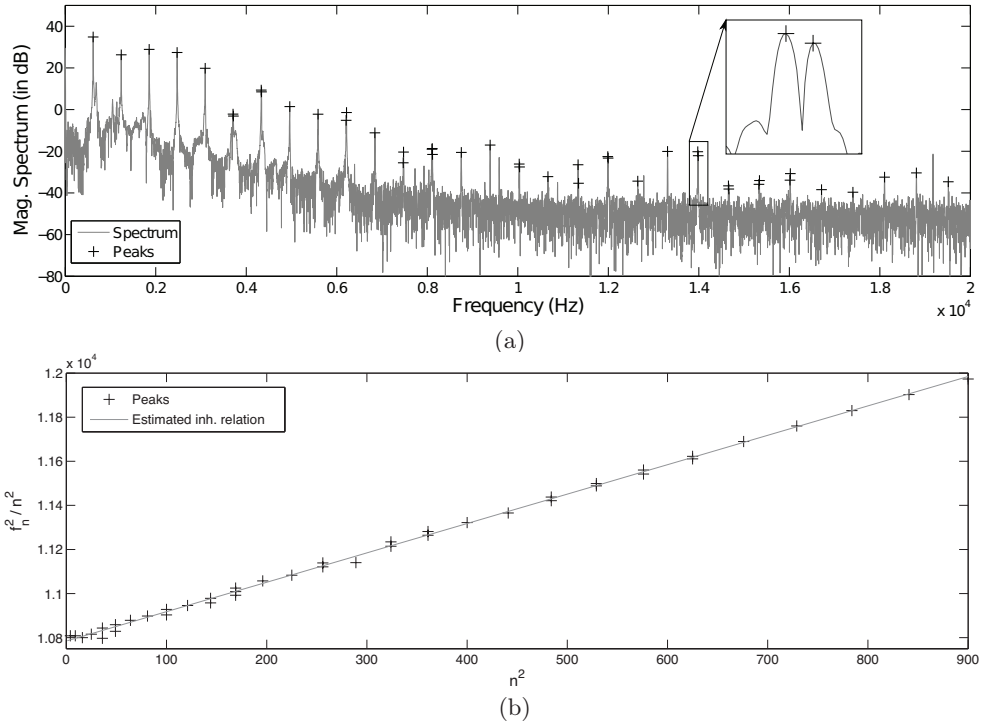 40
20
0
−20
−40
−60
−80
Mag. Spectrum (in dB)
Spectrum
Peaks
0 0.2 0.4 0.6 0.8 1 1.2 1.4 1.6 1.8 2
Frequency (Hz)
x 10^4
(a)
x 10^4
1.2
1.18
1.16
1.14
1.12
1.1
1.08
f_n^2 / n^2
Peaks
Estimated inh. relation
0 100 200 300 400 500 600 700 800 900
n^2
(b)